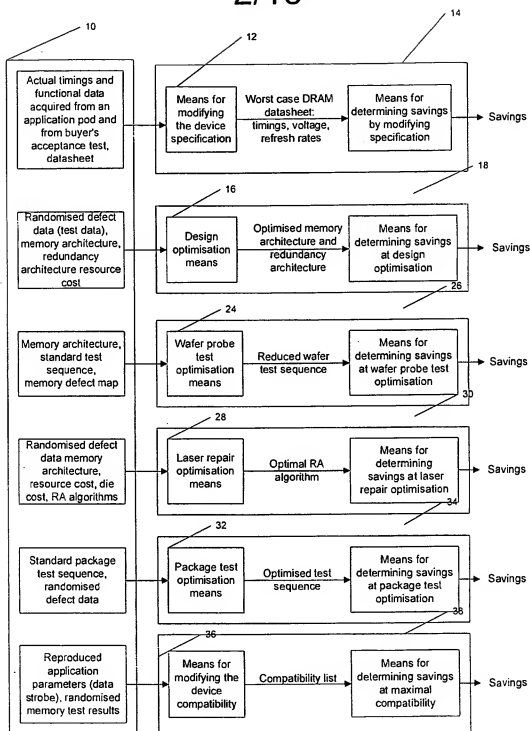 10
12
14
Actual timings and
functional data
acquired from an
application pod and
from buyer's
acceptance test,
datasheet
Means for
modifying
the device
specification
Worst case DRAM
datasheet:
timings, voltage,
refresh rates
Means for
determining savings
by modifying
specification
Savings
16
18
Randomised defect
data (test data),
memory architecture,
redundancy
architecture resource
cost
Design
optimisation
means
Optimised memory
architecture and
redundancy
architecture
Means for
determining savings
at design
optimisation
Savings
24
26
Memory architecture,
standard test
sequence,
memory defect map
Wafer probe
test
optimisation
means
Reduced wafer
test sequence
Means for
determining savings
at wafer probe test
optimisation
Savings
28
30
Randomised defect
data memory
architecture,
resource cost, die
cost, RA algorithms
Laser repair
optimisation
means
Optimal RA
algorithm
Means for
determining
savings at laser
repair optimisation
Savings
32
34
Standard package
test sequence,
randomised
defect data
Package test
optimisation
means
Optimised test
sequence
Means for
determining savings
at package test
optimisation
Savings
36
38
Reproduced
application
parameters (data
strobe), randomised
memory test results
Means for
modifying the
device
compatibility
Compatibility list
Means for
determining savings
at maximal
compatibility
Savings